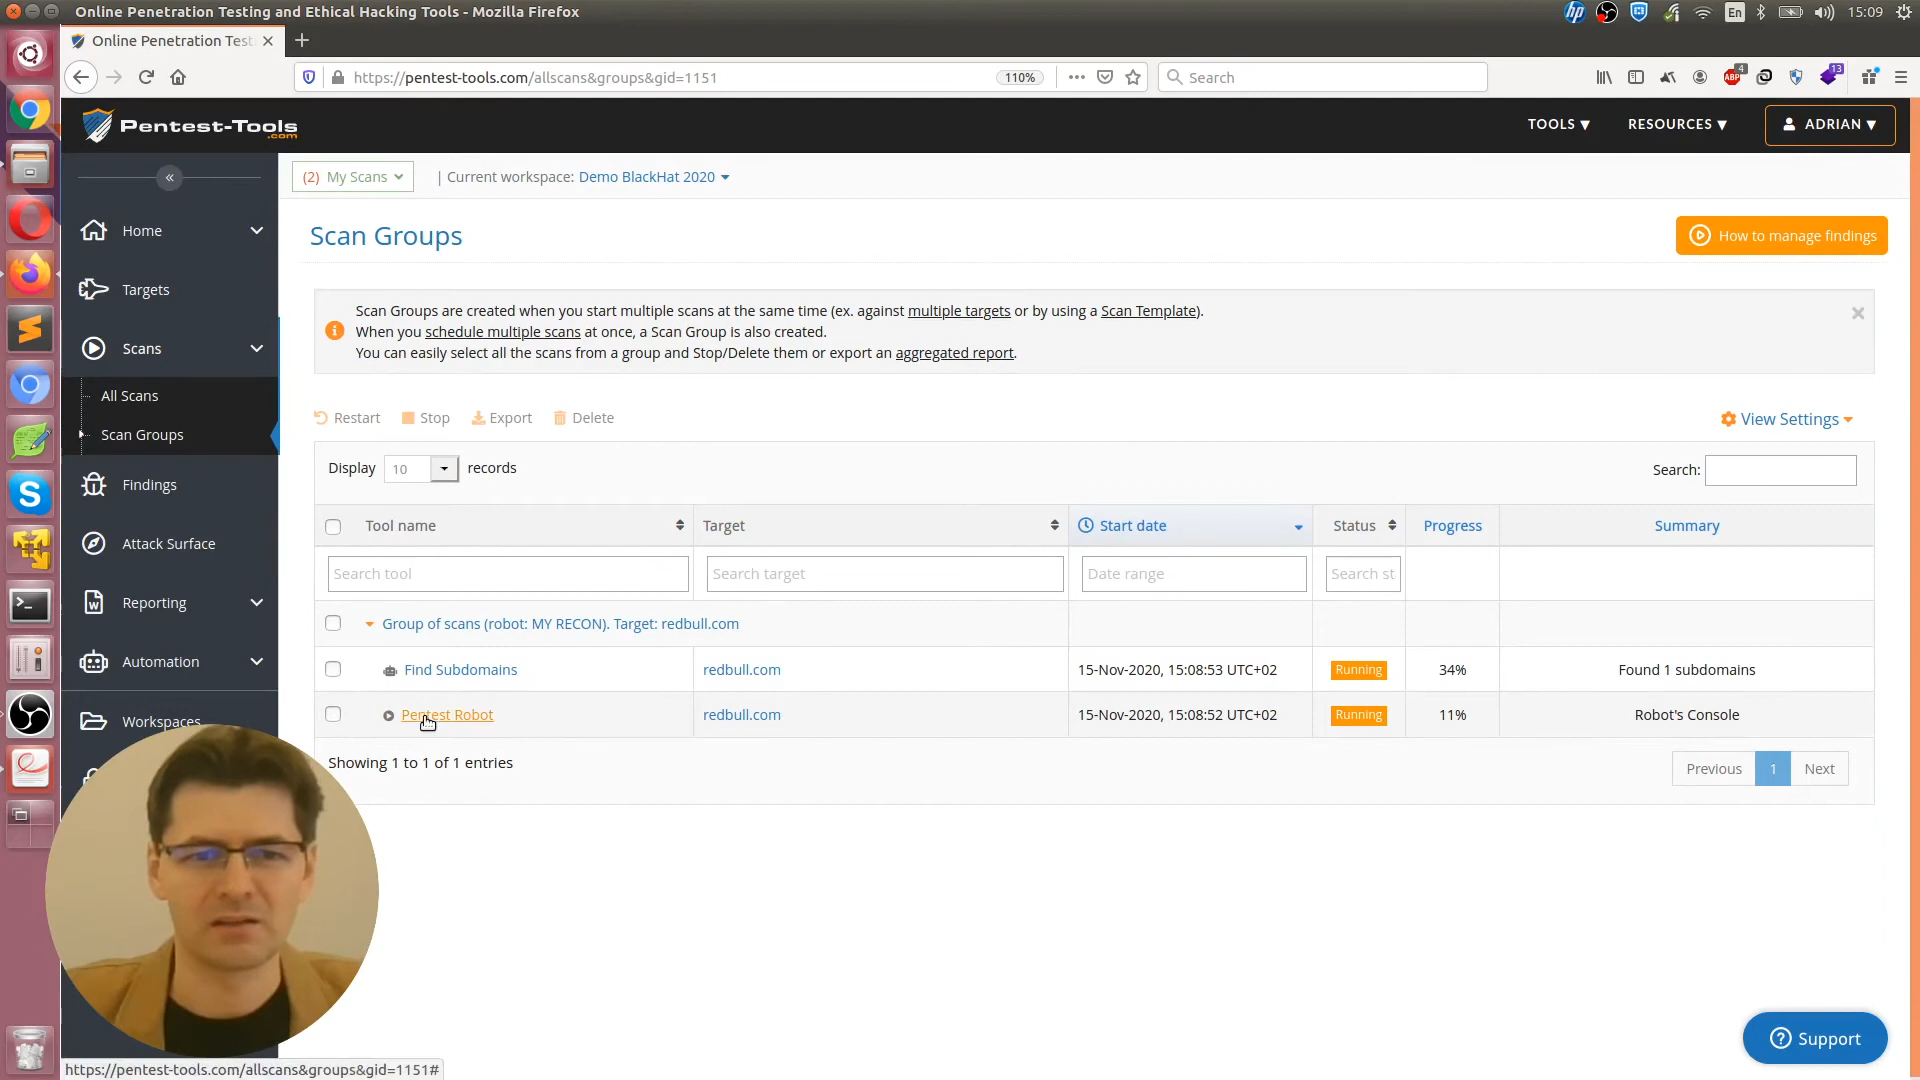 Online Penetration Testing and Ethical Hacking Tools - Mozilla Firefox
En
15:09
Online Penetration Test
https://pentest-tools.com/allscans&groups&gid=1151
110%
Search
4
13
Pentest-Tools
.com
TOOLS ▼
RESOURCES ▼
ADRIAN ▼
(2) My Scans
| Current workspace: Demo BlackHat 2020
Home
Targets
Scans
All Scans
Scan Groups
Findings
Attack Surface
Reporting
Automation
Workspaces
Scan Groups
How to manage findings
Scan Groups are created when you start multiple scans at the same time (ex. against multiple targets or by using a Scan Template).
When you schedule multiple scans at once, a Scan Group is also created.
You can easily select all the scans from a group and Stop/Delete them or export an aggregated report.
Restart
Stop
Export
Delete
View Settings
Display 10 records
Search:
Tool name
Target
Start date
Status
Progress
Summary
Search tool
Search target
Date range
Search st
Group of scans (robot: MY RECON). Target: redbull.com
Find Subdomains
redbull.com
15-Nov-2020, 15:08:53 UTC+02
Running
34%
Found 1 subdomains
Pentest Robot
redbull.com
15-Nov-2020, 15:08:52 UTC+02
Running
11%
Robot's Console
Showing 1 to 1 of 1 entries
Previous
1
Next
Support
https://pentest-tools.com/allscans&groups&gid=1151#